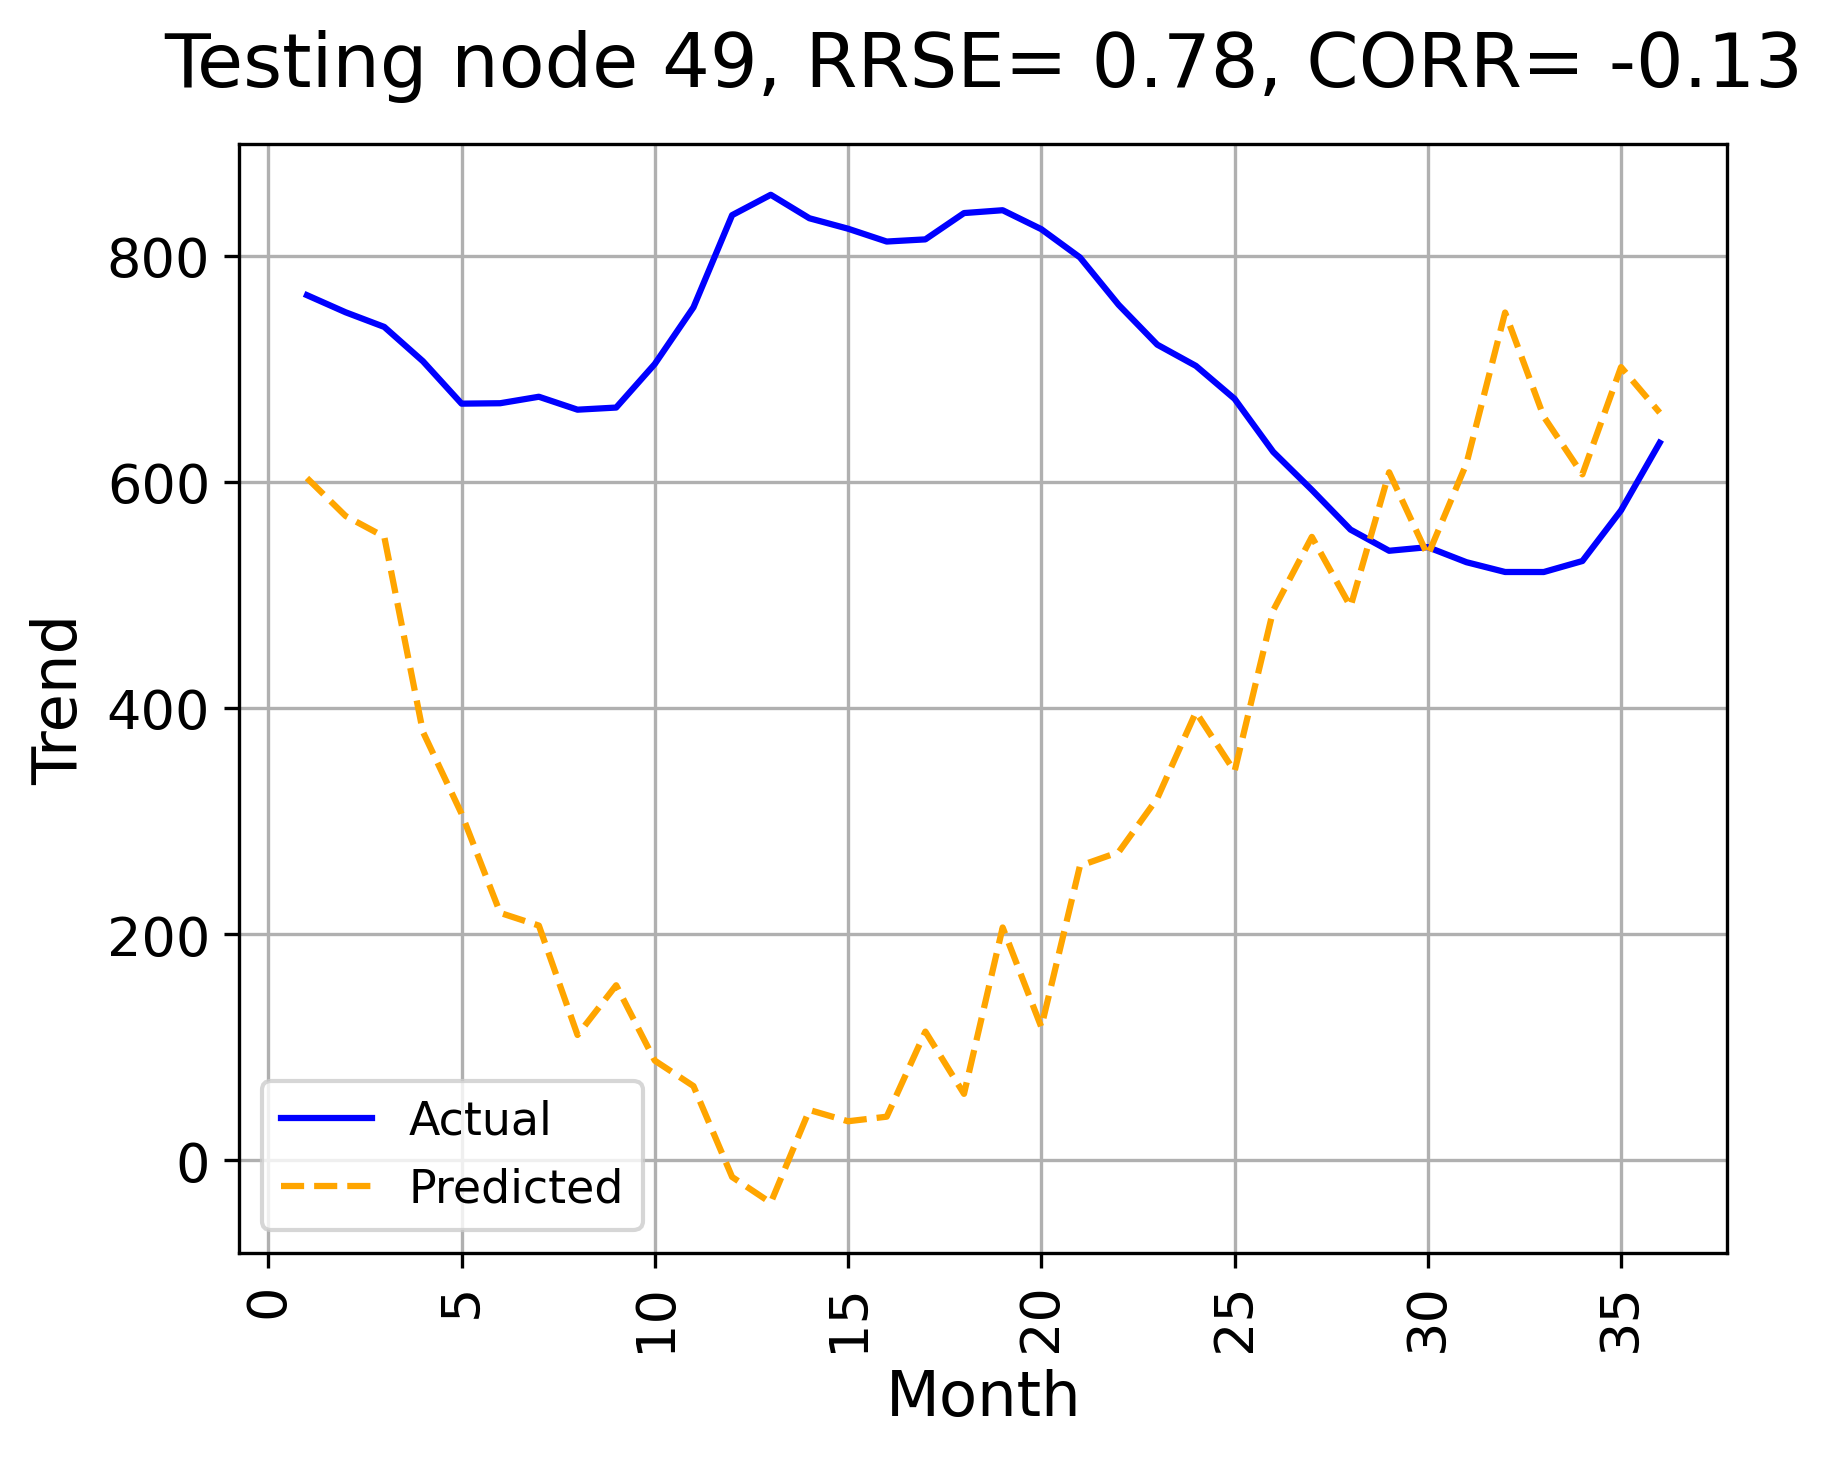 Testing node 49, RRSE= 0.78, CORR= -0.13
Trend
800
600
400
200
0
Actual
Predicted
0 5 10 15 20 25 30 35
Month